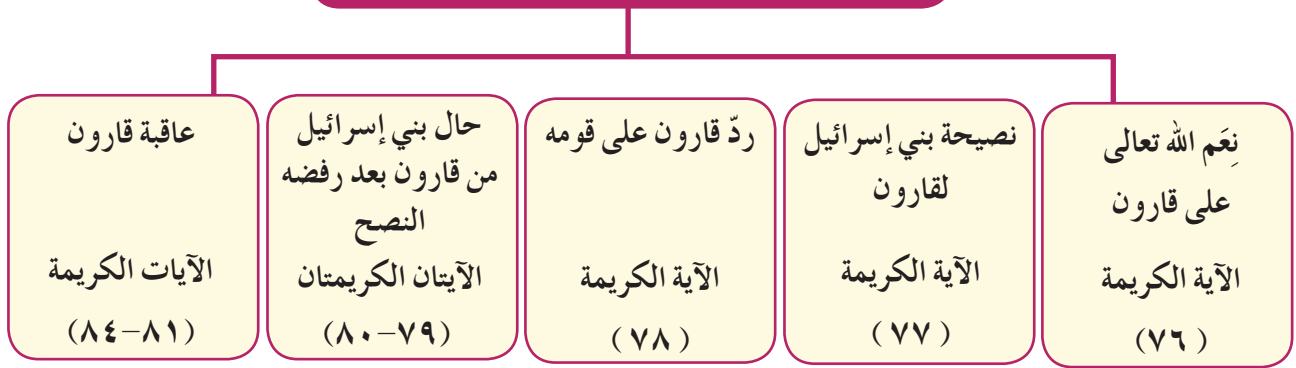 نِعَم الله تعالى
على قارون
الآية الكريمة
(٧٦)
نصيحة بني إسرائيل
لقارون
الآية الكريمة
(٧٧)
ردّ قارون على قومه
الآية الكريمة
(٧٨)
حال بني إسرائيل
من قارون بعد رفضه
النصح
الآيتان الكريمتان
(٧٩–٨٠)
عاقبة قارون
الآيات الكريمة
(٨١–٨٤)